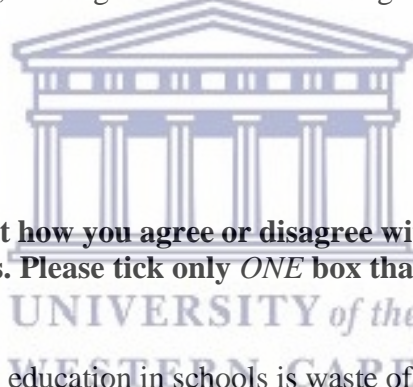 t how you agree or disagree wi
s. Please tick only ONE box tha
UNIVERSITY of the
education in schools is waste of
WESTERN CAPE